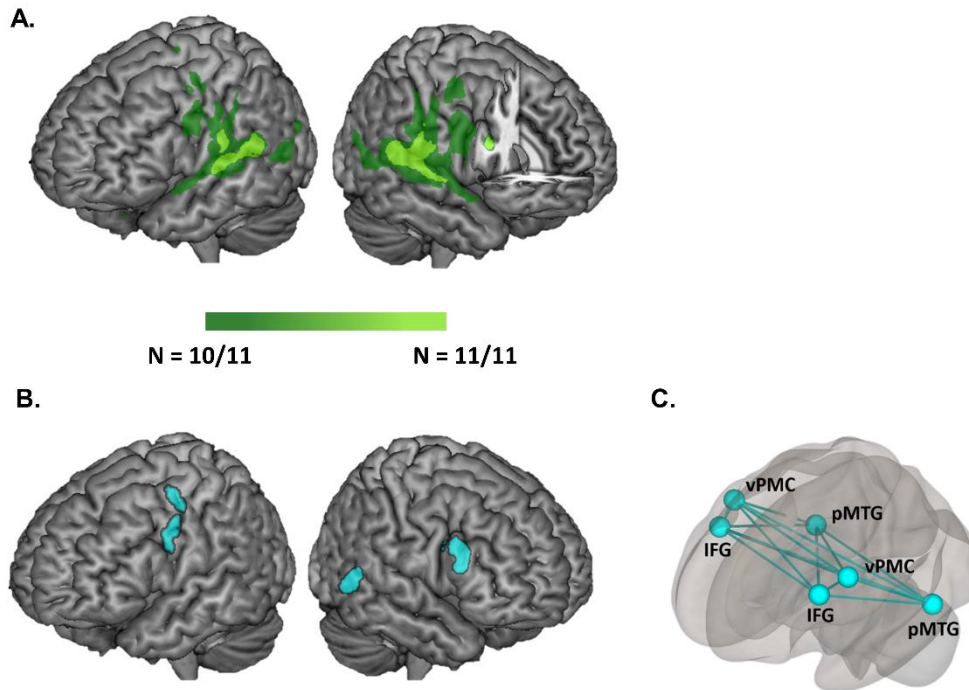 A.
N = 10/11 N = 11/11
B.
C.
vPMC
pMTG
IFG
vPMC
IFG
pMTG